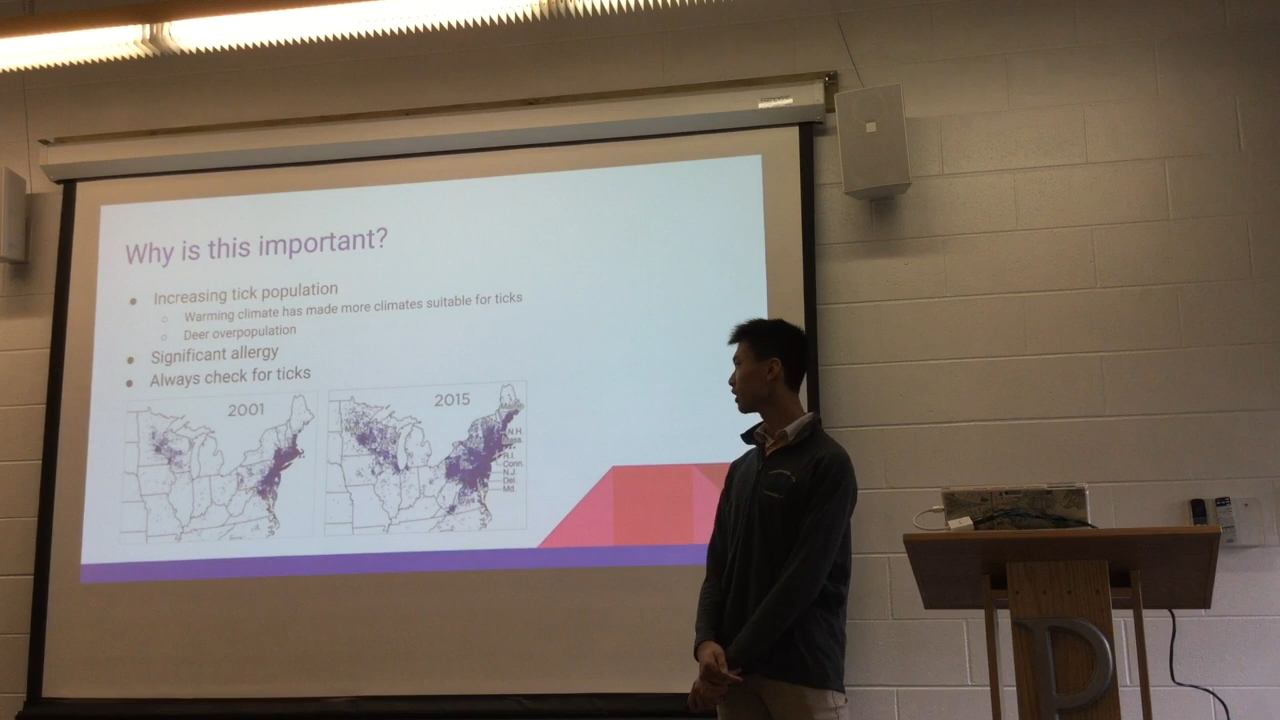 Why is this important?
Increasing tick population
Warming climate has made more climates suitable for ticks
Deer overpopulation
Significant allergy
Always check for ticks
2001
2015
N.H.
Mass.
R.I.
Conn.
N.J.
Del.
Md.
P